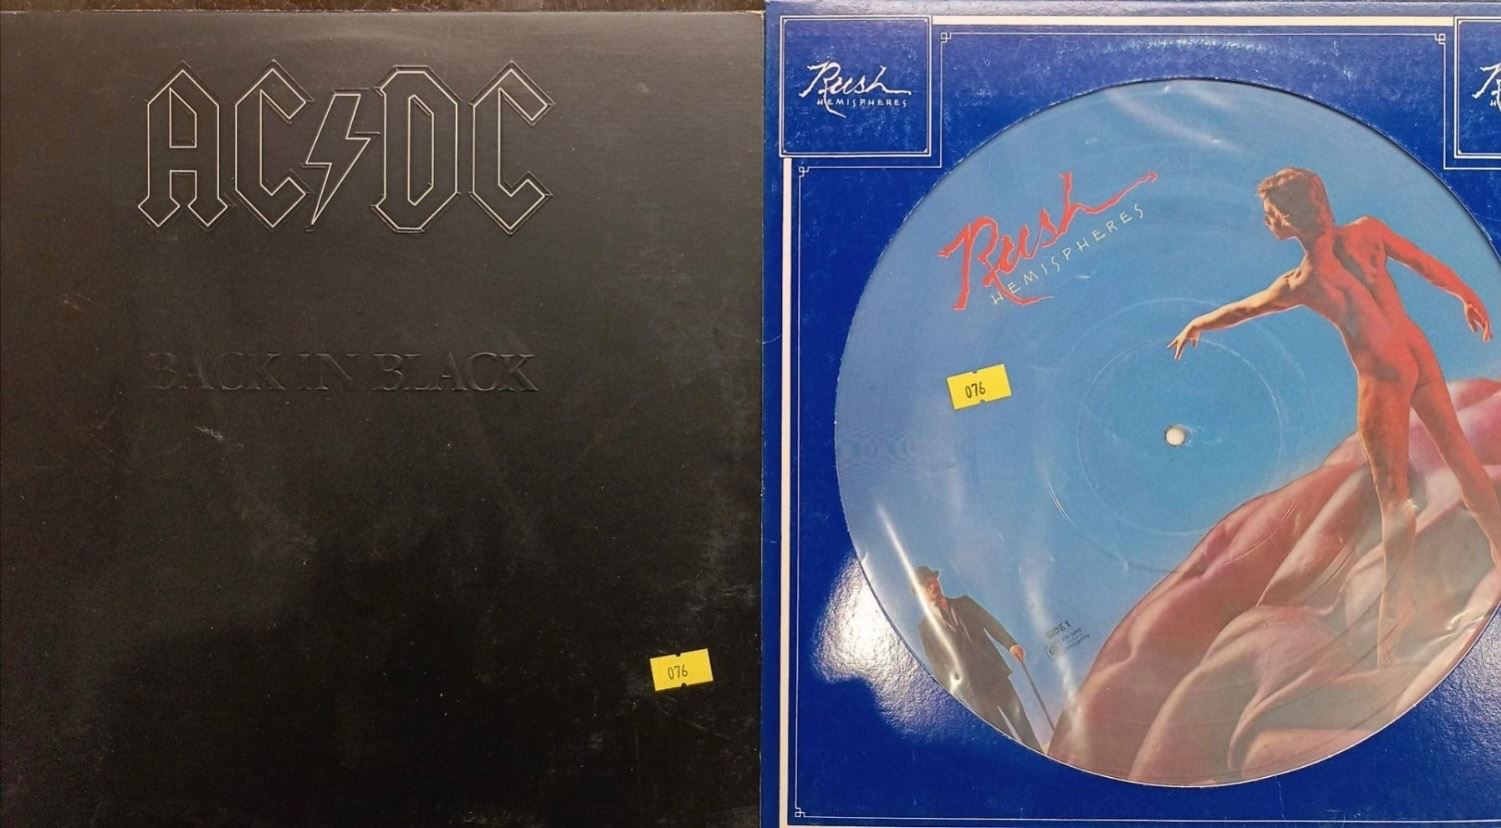 AC⚡DC
BACK IN BLACK
076
Rush
HEMISPHERES
Rush
HEMISPHERES
076
SIDE 1